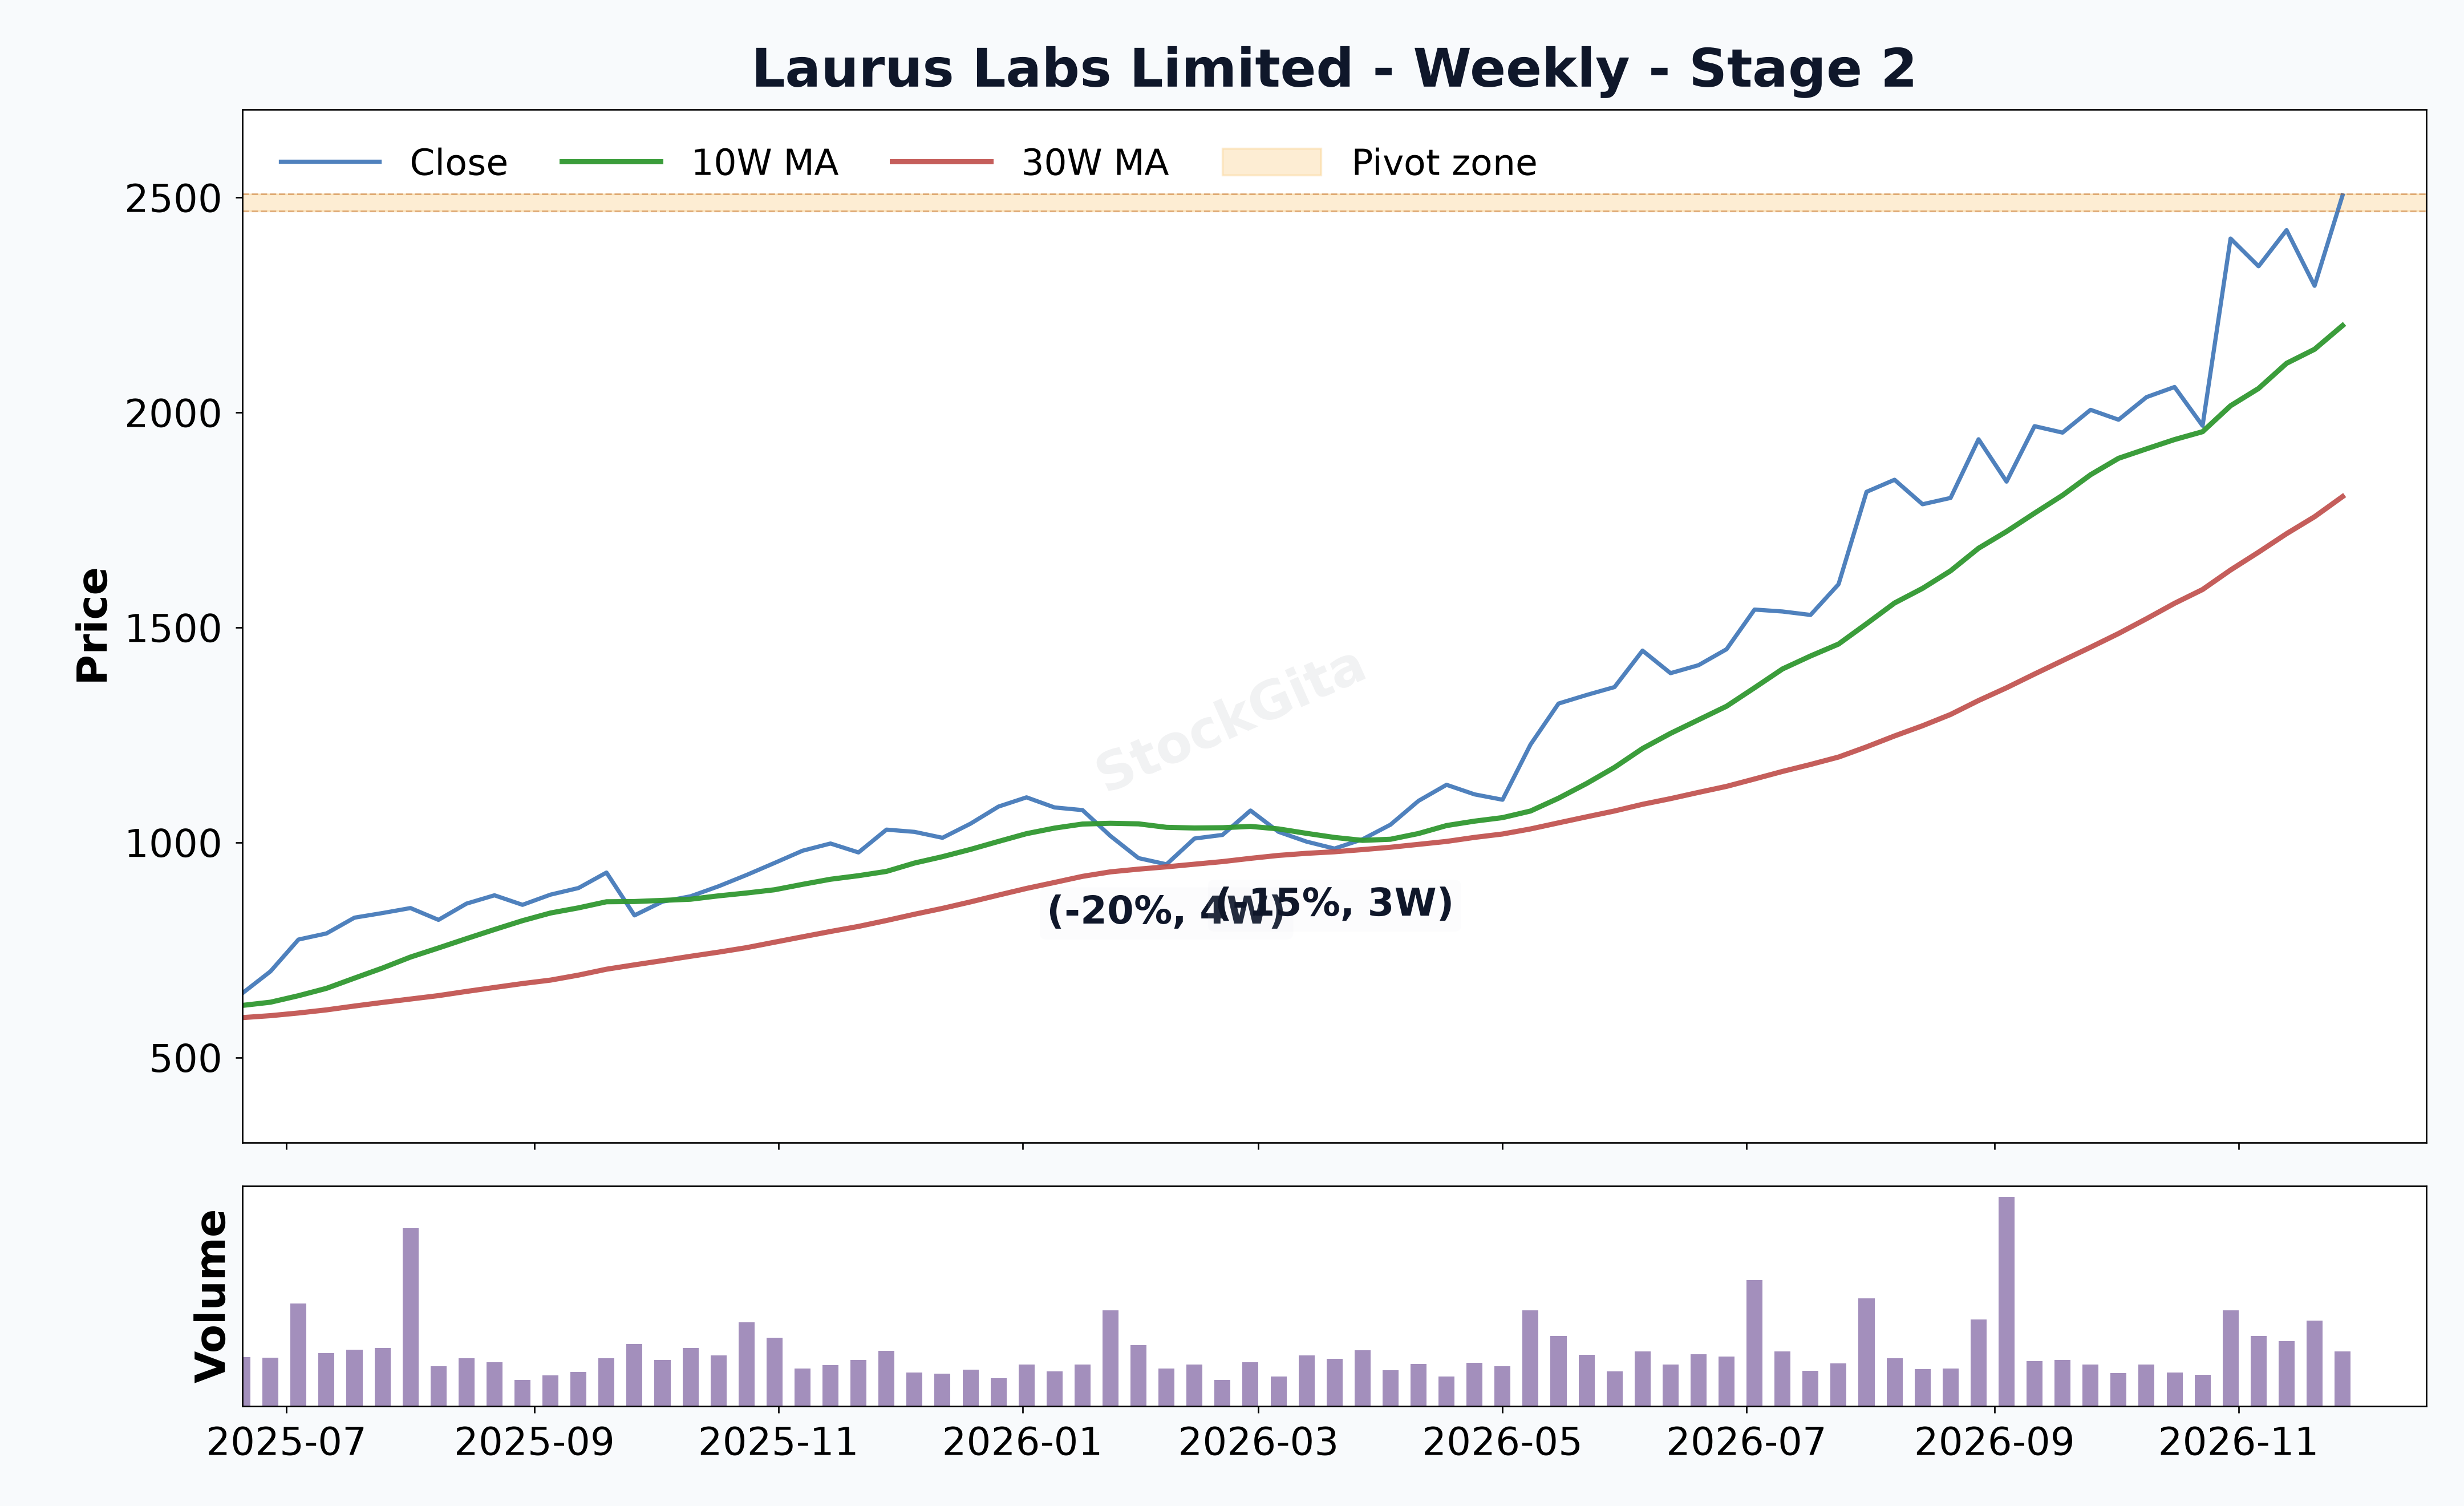 Laurus Labs Limited - Weekly - Stage 2
Close 10W MA 30W MA Pivot zone
2500
2000
1500
1000
500
Price
StockGita
(-20%, 4W)
(-15%, 3W)
Volume
2025-07 2025-09 2025-11 2026-01 2026-03 2026-05 2026-07 2026-09 2026-11